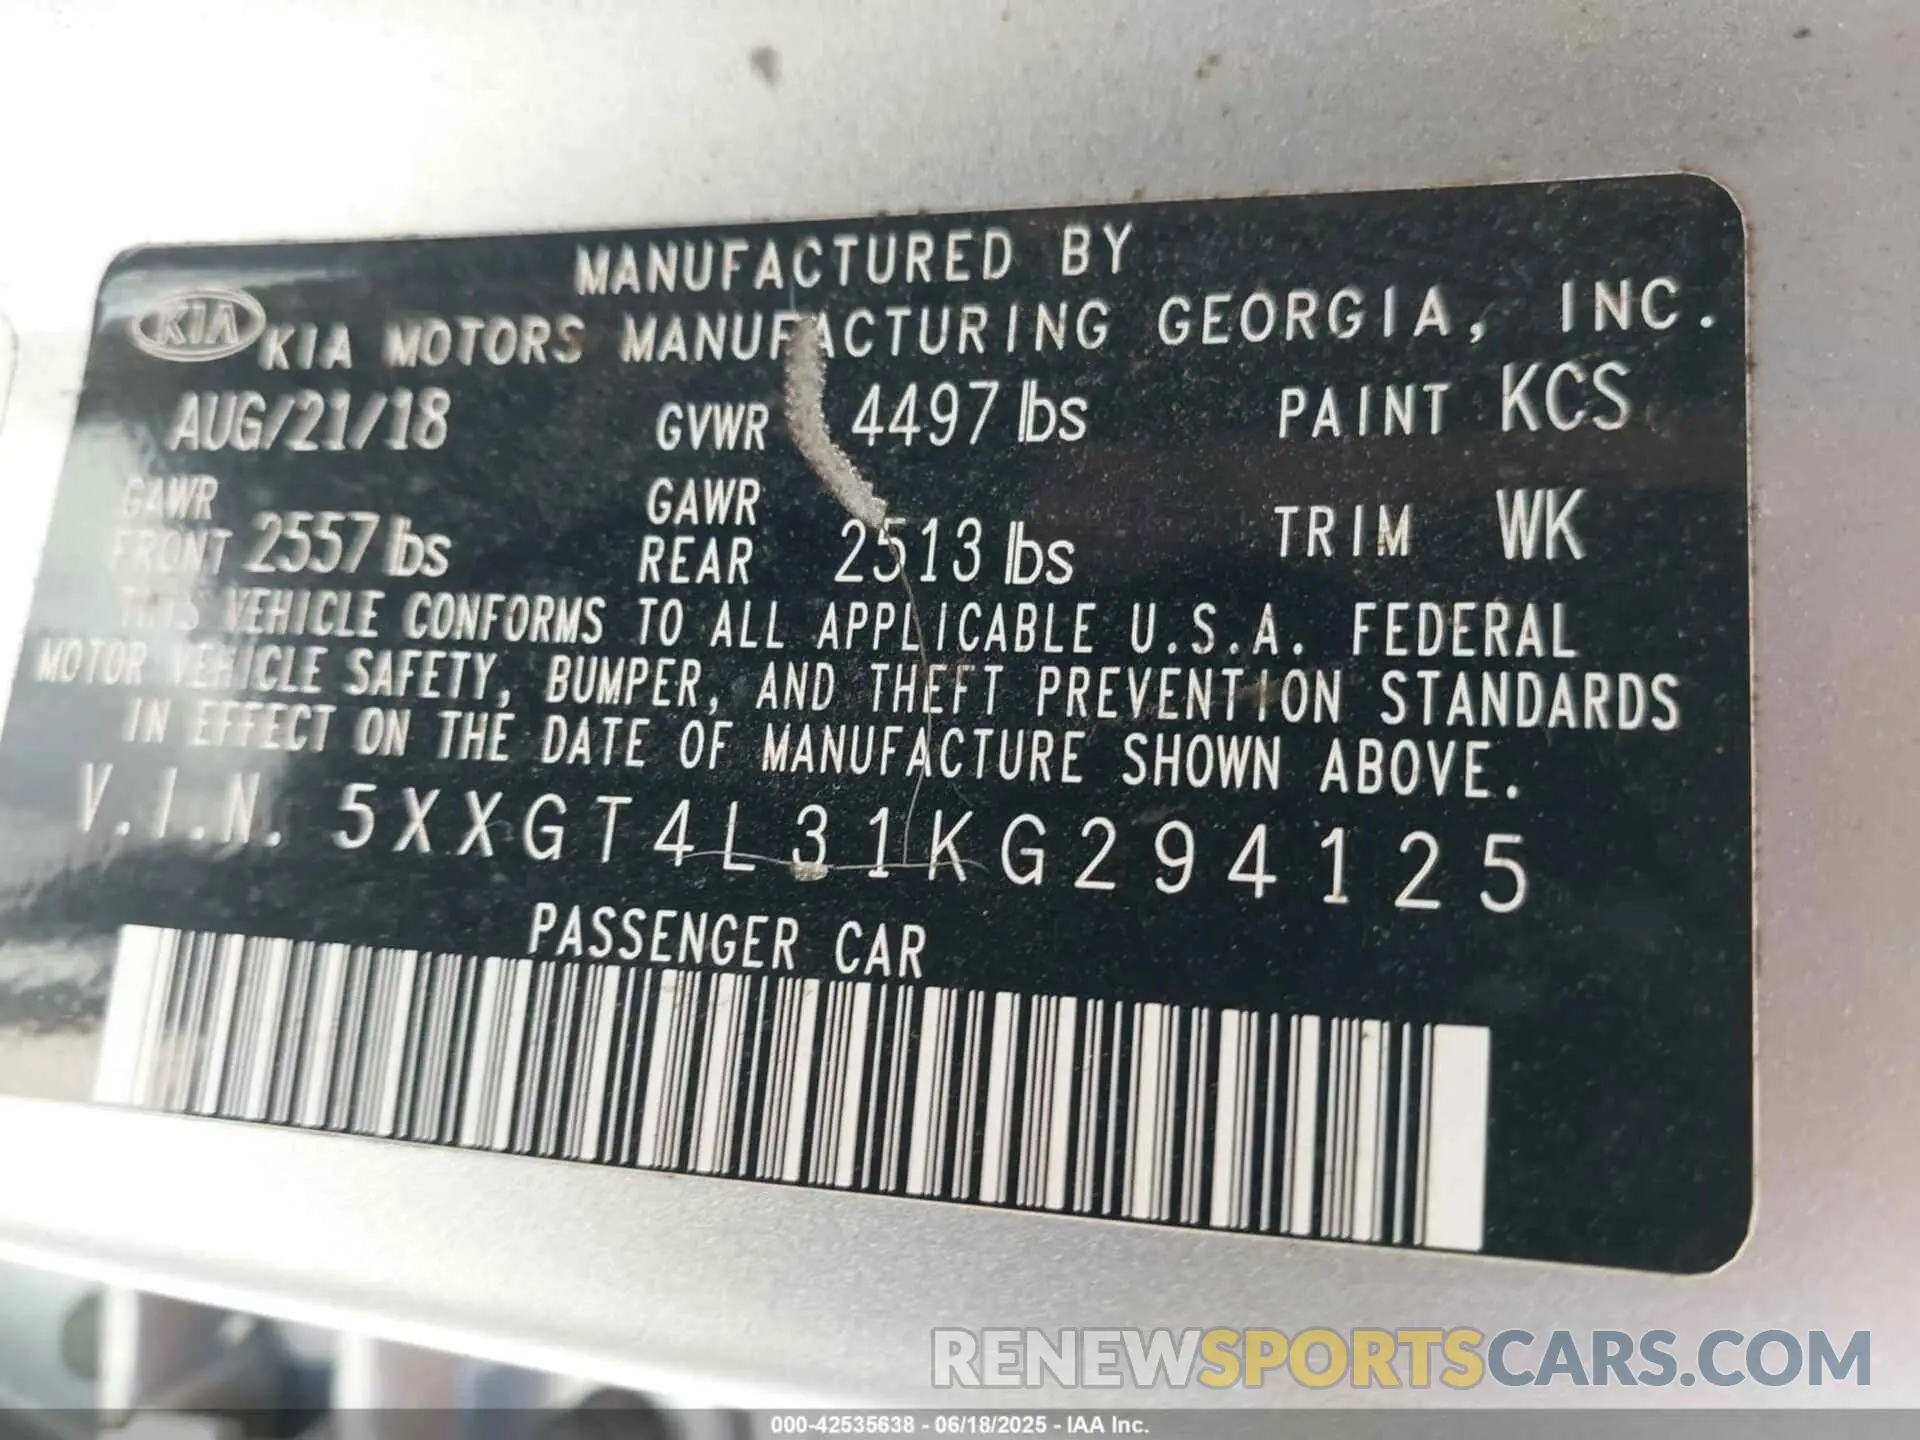 MANUFACTURED BY
KIA KIA MOTORS MANUFACTURING GEORGIA, INC.
AUG/21/18 GVWR 4497 lbs PAINT KCS
GAWR FRONT 2557 lbs GAWR REAR 2513 lbs TRIM WK
THIS VEHICLE CONFORMS TO ALL APPLICABLE U.S.A. FEDERAL
MOTOR VEHICLE SAFETY, BUMPER, AND THEFT PREVENTION STANDARDS
IN EFFECT ON THE DATE OF MANUFACTURE SHOWN ABOVE.
V.I.N. 5XXGT4L31KG294125
PASSENGER CAR
RENEWSPORTSCARS.COM
000-42535638 - 06/18/2025 - IAA Inc.